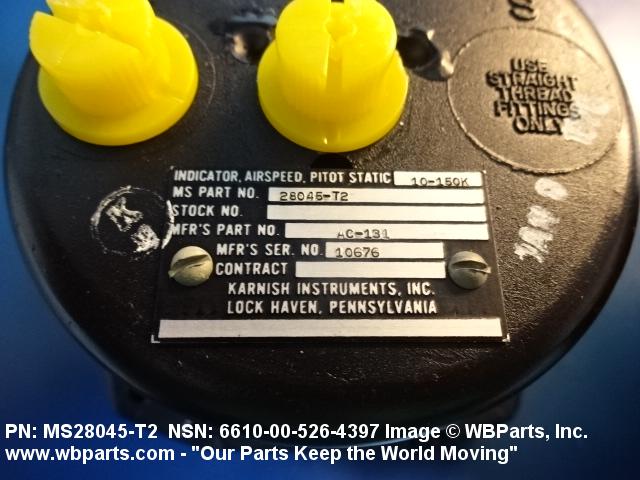 S
USE
STRAIGHT
THREAD
FITTINGS
ONLY
INDICATOR, AIRSPEED, PITOT STATIC 10-150K
MS PART NO. 28045-T2
STOCK NO.
MFR'S PART NO. AC-131
MFR'S SER. NO. 10676
CONTRACT
KARNISH INSTRUMENTS, INC.
LOCK HAVEN, PENNSYLVANIA
K
JAN
PN: MS28045-T2 NSN: 6610-00-526-4397 Image © WBParts, Inc.
www.wbparts.com - "Our Parts Keep the World Moving"